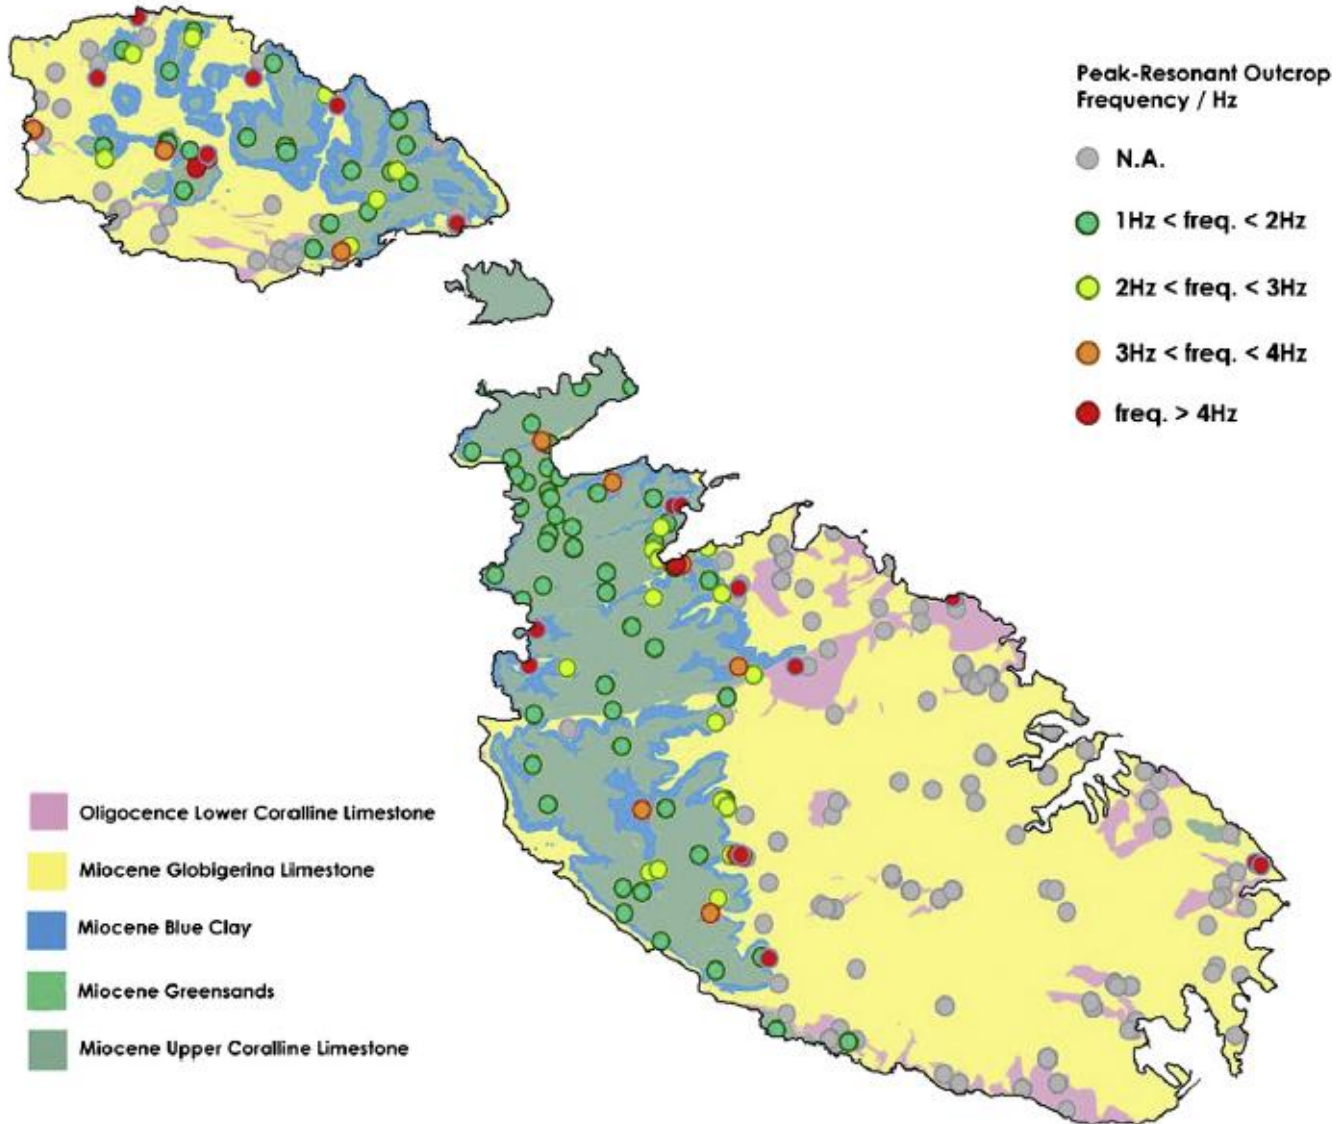 Peak-Resonant Outcrop
Frequency / Hz
N.A.
1Hz < freq. < 2Hz
2Hz < freq. < 3Hz
3Hz < freq. < 4Hz
freq. > 4Hz
Oligocence Lower Coralline Limestone
Miocene Globigerina Limestone
Miocene Blue Clay
Miocene Greensands
Miocene Upper Coralline Limestone